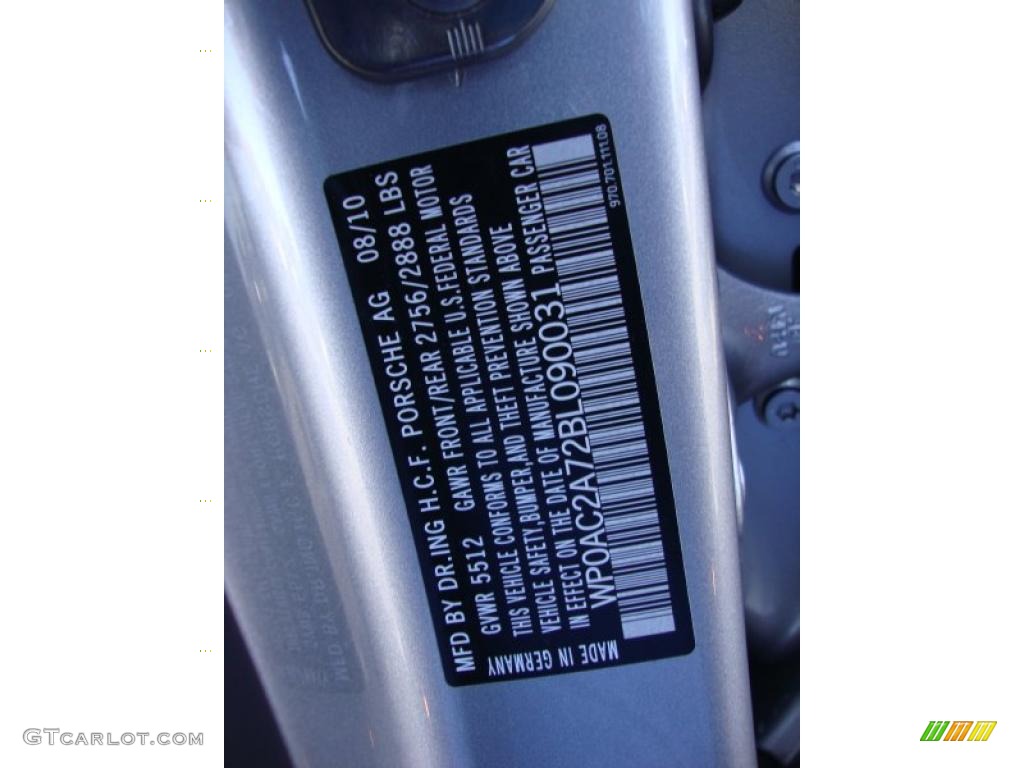 MFD BY DR.ING H.C.F. PORSCHE AG 08/10
GVWR 5512 GAWR FRONT/REAR 2756/2888 LBS
THIS VEHICLE CONFORMS TO ALL APPLICABLE U.S.FEDERAL MOTOR
VEHICLE SAFETY,BUMPER,AND THEFT PREVENTION STANDARDS
IN EFFECT ON THE DATE OF MANUFACTURE SHOWN ABOVE
WP0AC2A72BL090031 PASSENGER CAR
MADE IN GERMANY
970.701.111.08
GTCARLOT.COM